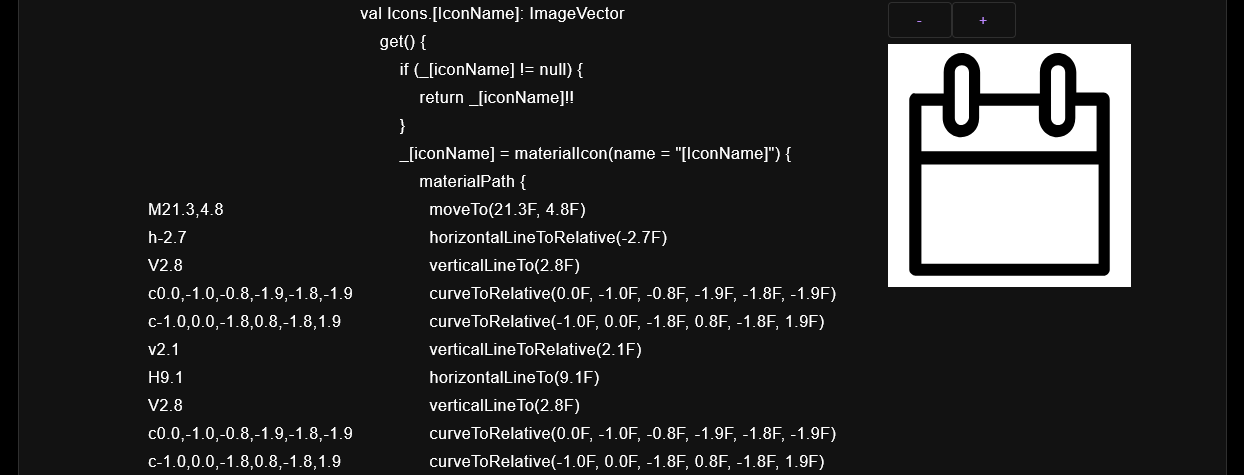 val Icons.[IconName]: ImageVector
-
+
get() {
if (_[iconName] != null) {
return _[iconName]!!
}
_[iconName] = materialIcon(name = "[IconName]") {
materialPath {
M21.3,4.8 moveTo(21.3F, 4.8F)
h-2.7 horizontalLineToRelative(-2.7F)
V2.8 verticalLineTo(2.8F)
c0.0,-1.0,-0.8,-1.9,-1.8,-1.9 curveToRelative(0.0F, -1.0F, -0.8F, -1.9F, -1.8F, -1.9F)
c-1.0,0.0,-1.8,0.8,-1.8,1.9 curveToRelative(-1.0F, 0.0F, -1.8F, 0.8F, -1.8F, 1.9F)
v2.1 verticalLineToRelative(2.1F)
H9.1 horizontalLineTo(9.1F)
V2.8 verticalLineTo(2.8F)
c0.0,-1.0,-0.8,-1.9,-1.8,-1.9 curveToRelative(0.0F, -1.0F, -0.8F, -1.9F, -1.8F, -1.9F)
c-1.0,0.0,-1.8,0.8,-1.8,1.9 curveToRelative(-1.0F, 0.0F, -1.8F, 0.8F, -1.8F, 1.9F)